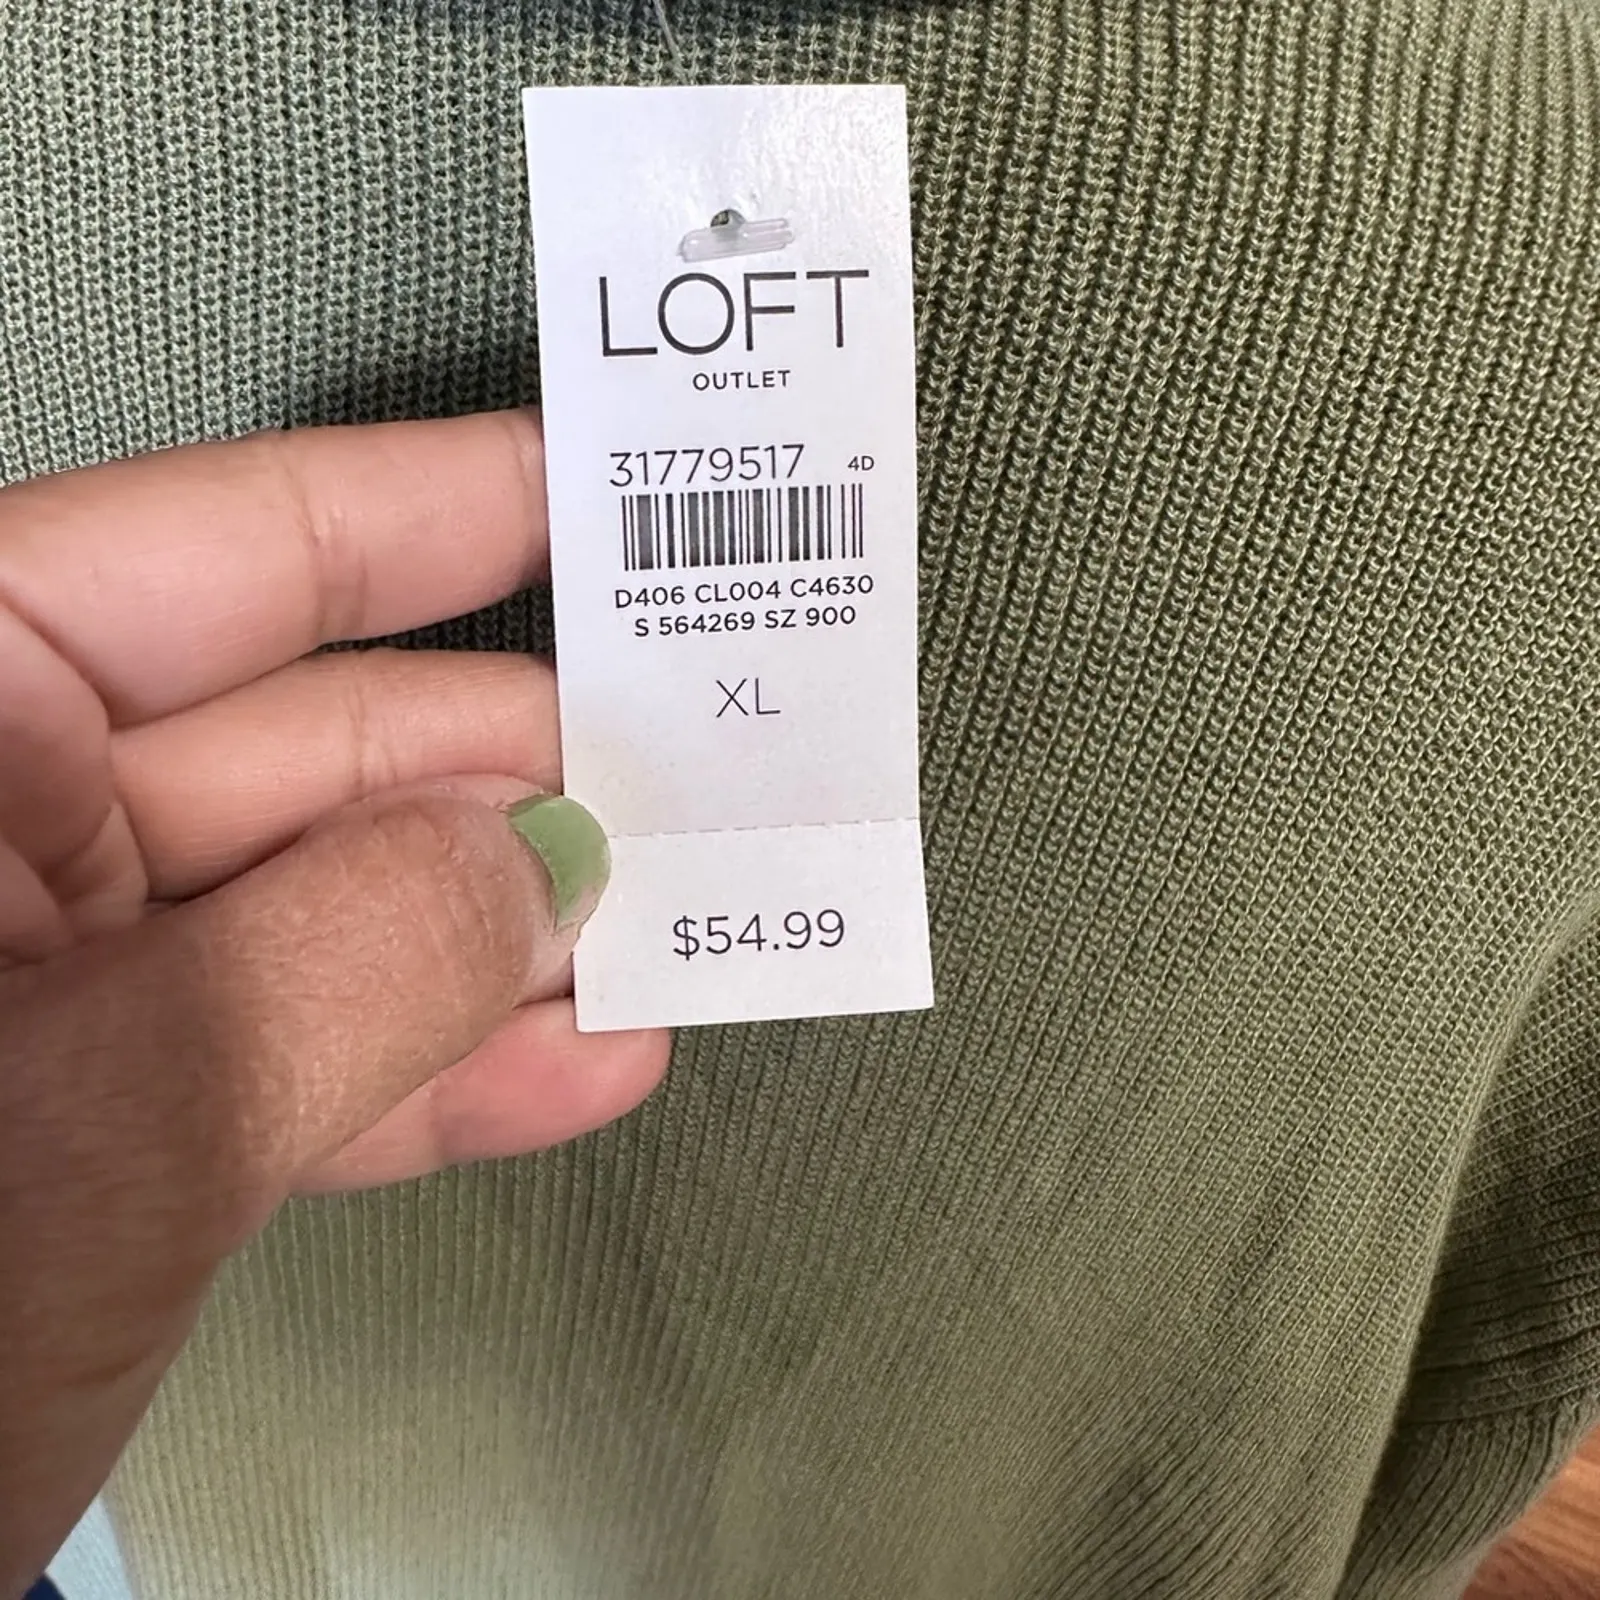 LOFT
OUTLET
31779517 4D
D406 CL004 C4630
S 564269 SZ 900
XL
$54.99